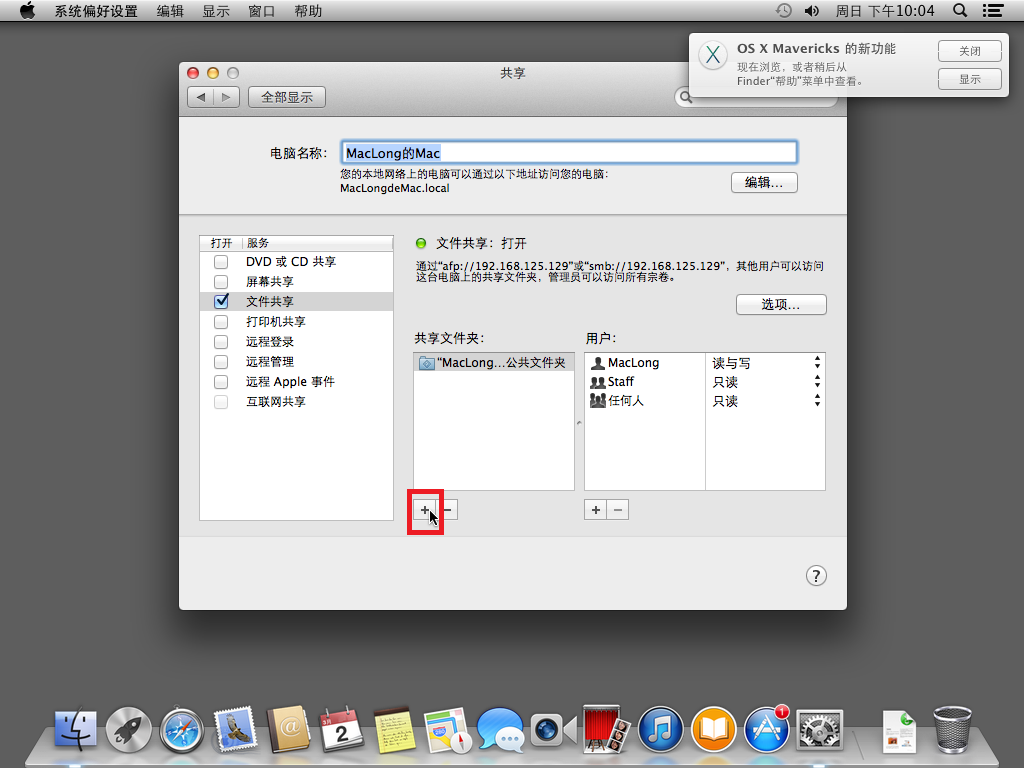 系统偏好设置 编辑 显示 窗口 帮助 周日 下午10:04
OS X Mavericks 的新功能
现在浏览，或者稍后从
Finder“帮助”菜单中查看。
关闭
显示
共享
全部显示
电脑名称：
MacLong的Mac
您的本地网络上的电脑可以通过以下地址访问您的电脑：
MacLongdeMac.local
编辑...
打开 服务
DVD 或 CD 共享
屏幕共享
文件共享
打印机共享
远程登录
远程管理
远程 Apple 事件
互联网共享
文件共享：打开
通过“afp://192.168.125.129”或“smb://192.168.125.129”，其他用户可以访问
这台电脑上的共享文件夹，管理员可以访问所有宗卷。
选项...
共享文件夹：
“MacLong...公共文件夹
用户：
MacLong 读与写
Staff 只读
任何人 只读
+ −
+ −
?
3月
2
1